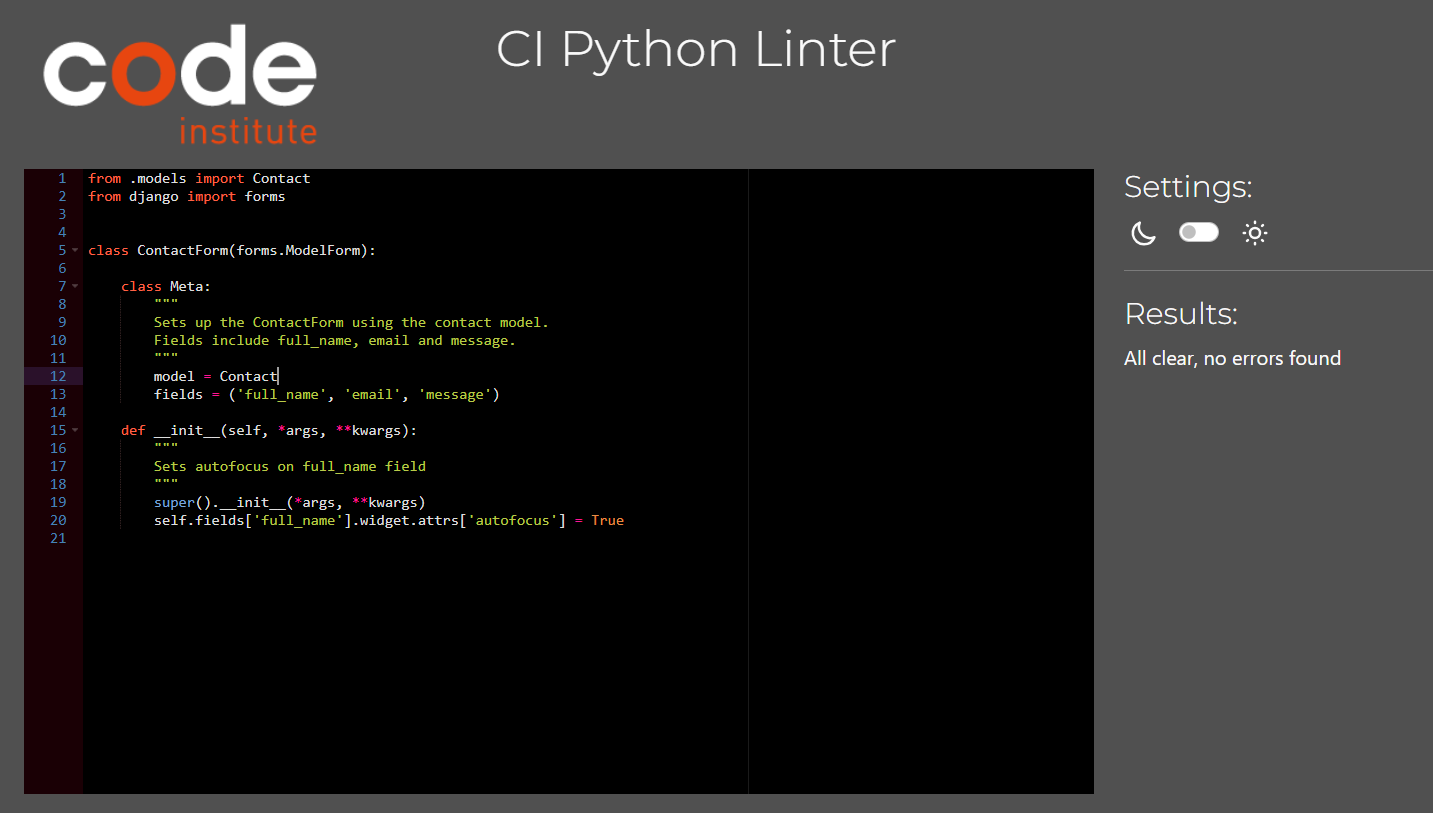 code
institute
CI Python Linter
1 from .models import Contact
2 from django import forms
3
4
5 class ContactForm(forms.ModelForm):
6
7     class Meta:
8         """
9         Sets up the ContactForm using the contact model.
10         Fields include full_name, email and message.
11         """
12         model = Contact
13         fields = ('full_name', 'email', 'message')
14
15     def __init__(self, *args, **kwargs):
16         """
17         Sets autofocus on full_name field
18         """
19         super().__init__(*args, **kwargs)
20         self.fields['full_name'].widget.attrs['autofocus'] = True
21
Settings:
Results:
All clear, no errors found